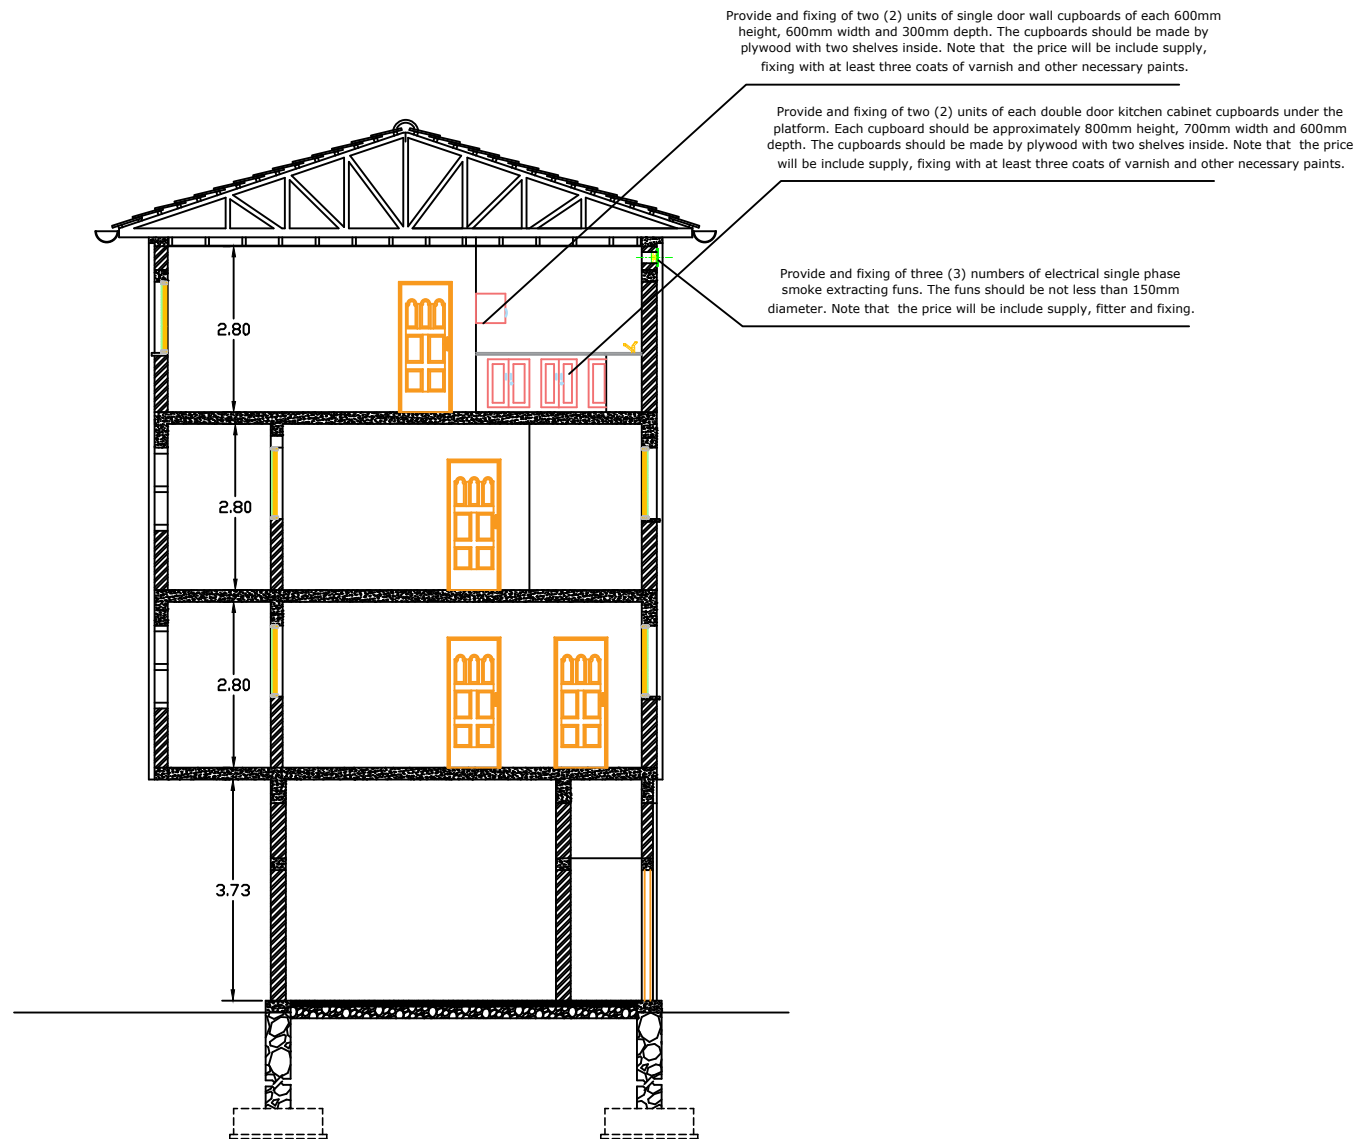 Provide and fixing of two (2) units of single door wall cupboards of each 600mm
height, 600mm width and 300mm depth. The cupboards should be made by
plywood with two shelves inside. Note that  the price will be include supply,
fixing with at least three coats of varnish and other necessary paints.
Provide and fixing of two (2) units of each double door kitchen cabinet cupboards under the
platform. Each cupboard should be approximately 800mm height, 700mm width and 600mm
depth. The cupboards should be made by plywood with two shelves inside. Note that  the price
will be include supply, fixing with at least three coats of varnish and other necessary paints.
Provide and fixing of three (3) numbers of electrical single phase
smoke extracting funs. The funs should be not less than 150mm
diameter. Note that  the price will be include supply, fitter and fixing.
2.80
2.80
2.80
3.73